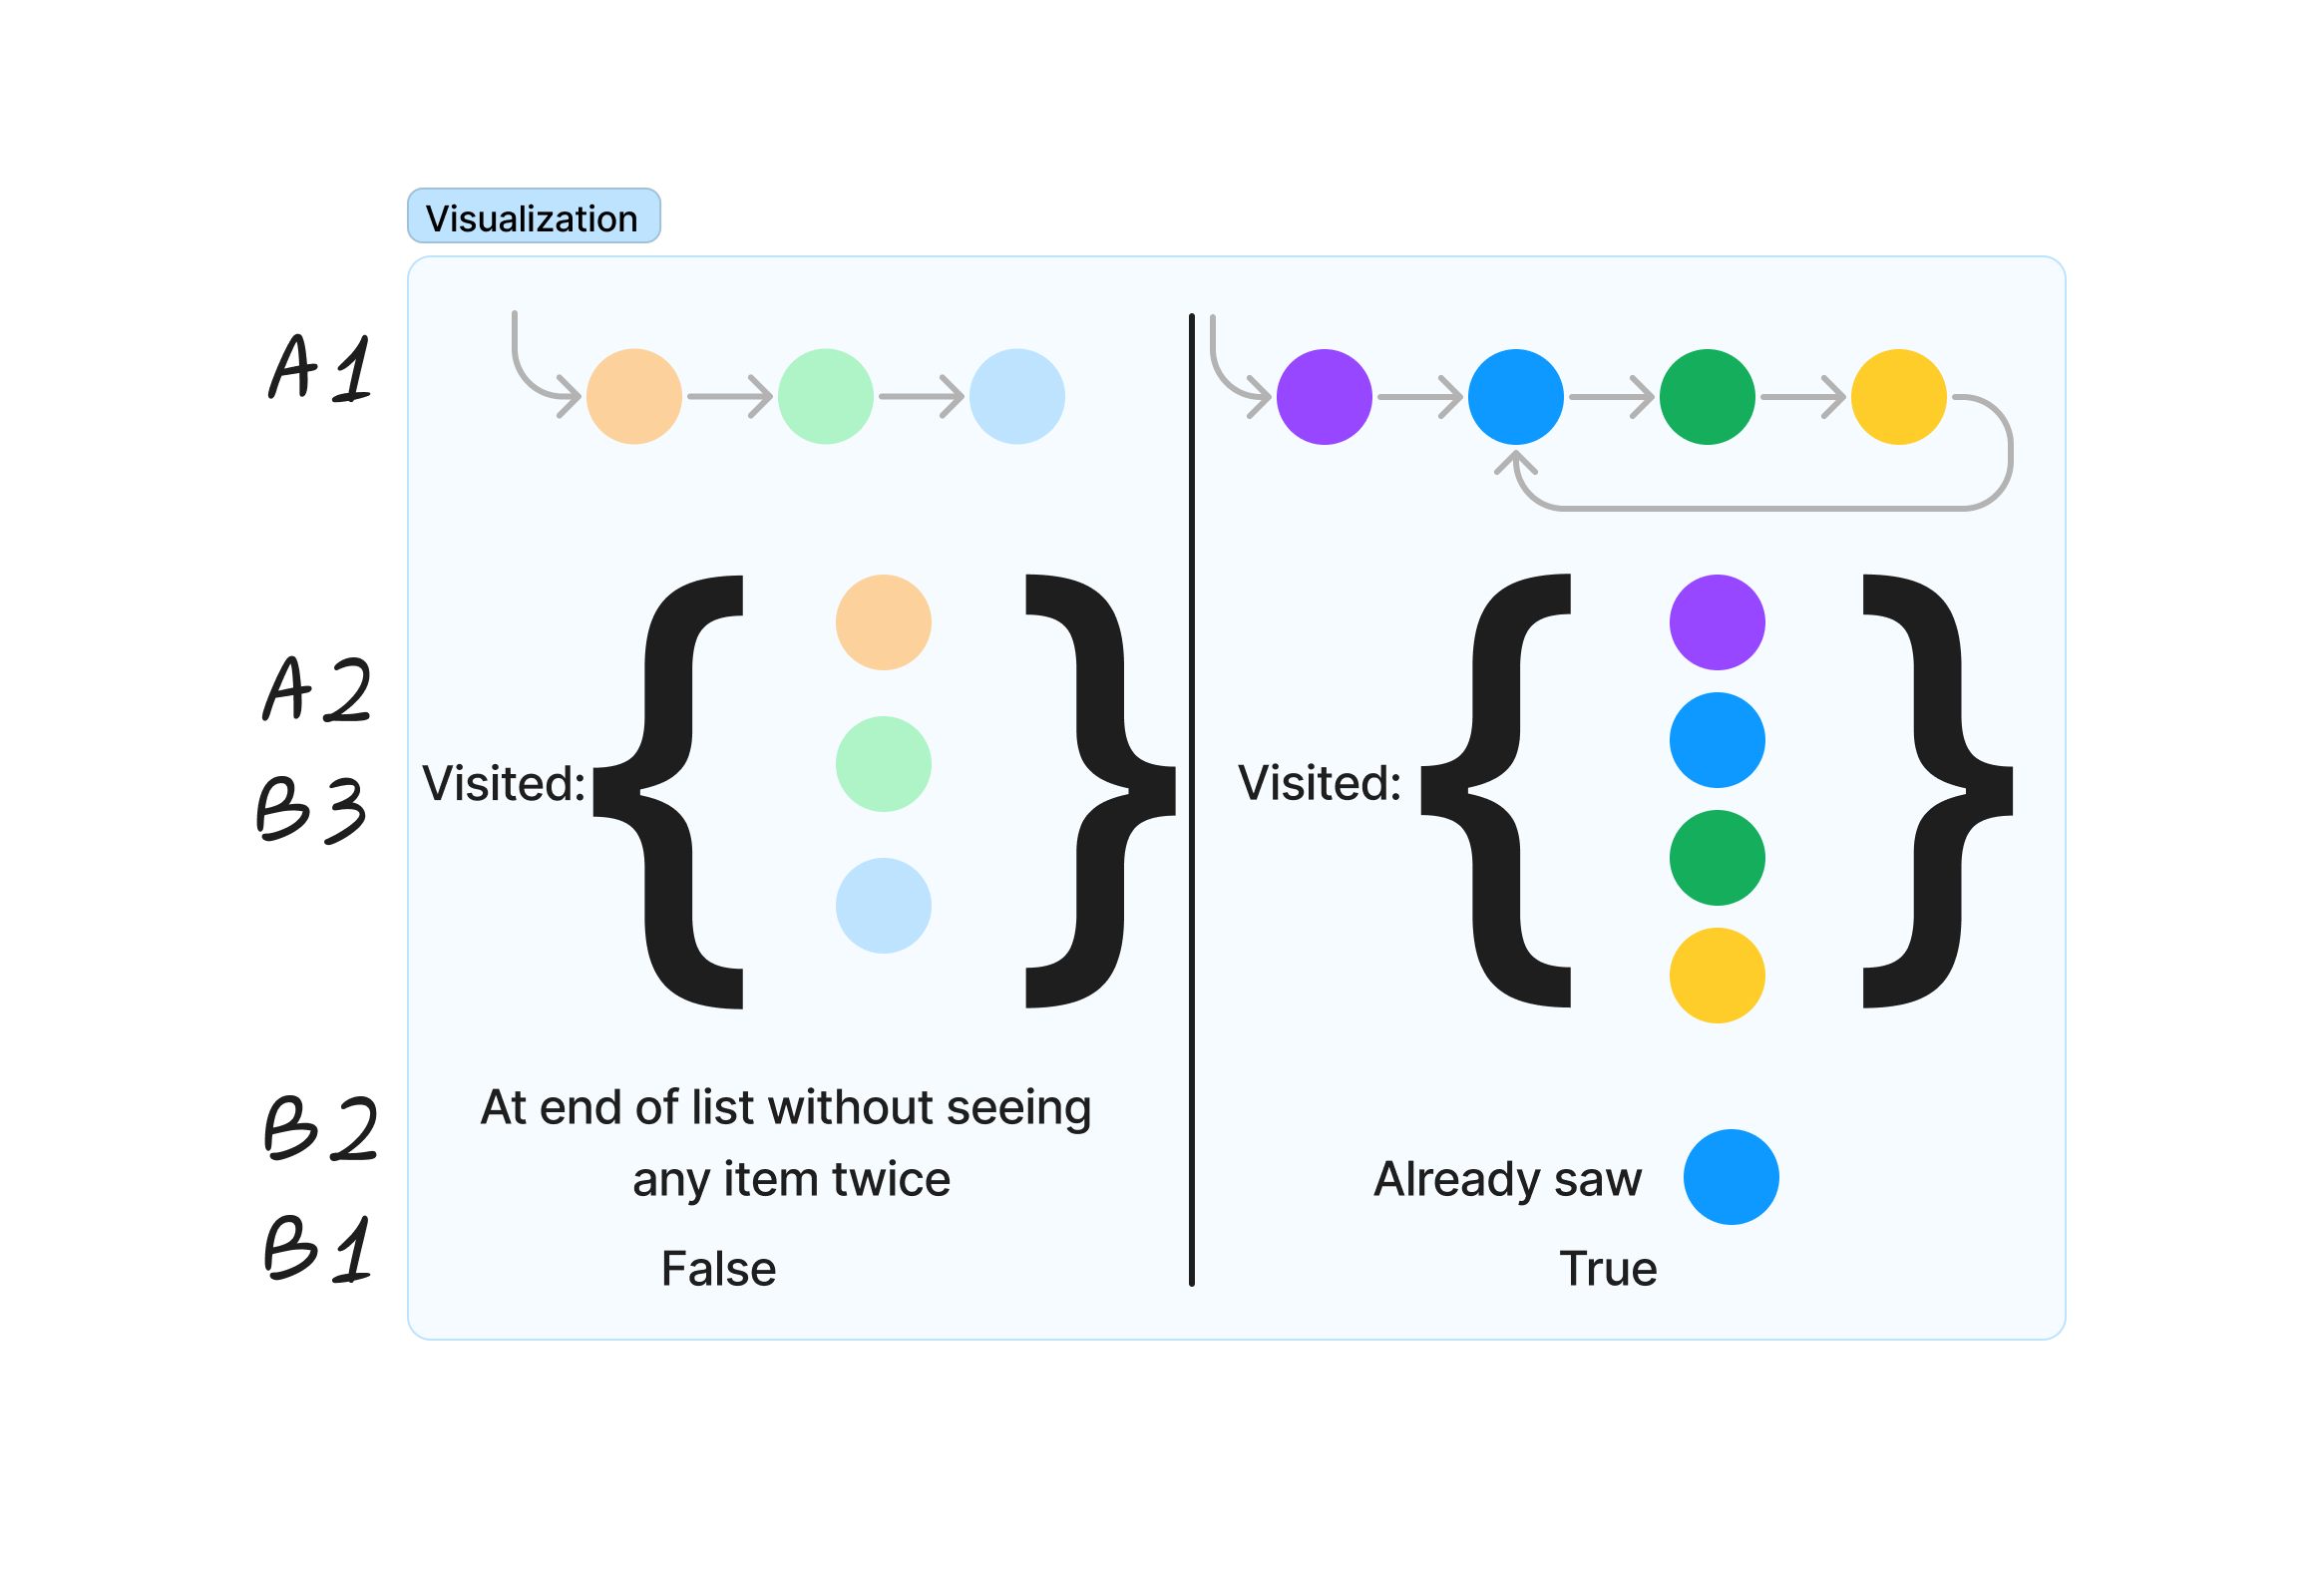 Visualization
A1
A2
B3
Visited:
{
}
Visited:
{
}
B2
At end of list without seeing
any item twice
Already saw
B1
False
True